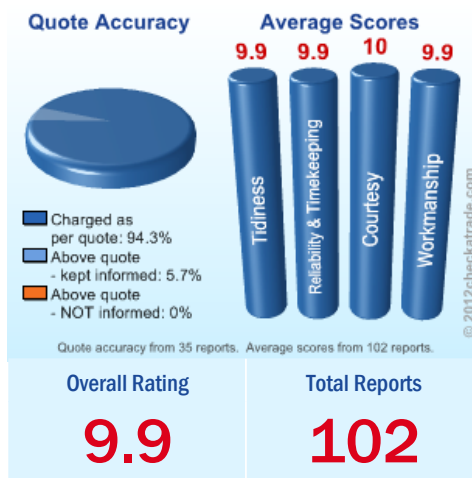 Quote Accuracy
Charged as
per quote: 94.3%
Above quote
- kept informed: 5.7%
Above quote
- NOT informed: 0%
Average Scores
9.9
9.9
10
9.9
Tidiness
Reliability & Timekeeping
Courtesy
Workmanship
© 2012checkatrade.com
Quote accuracy from 35 reports. Average scores from 102 reports.
Overall Rating
9.9
Total Reports
102